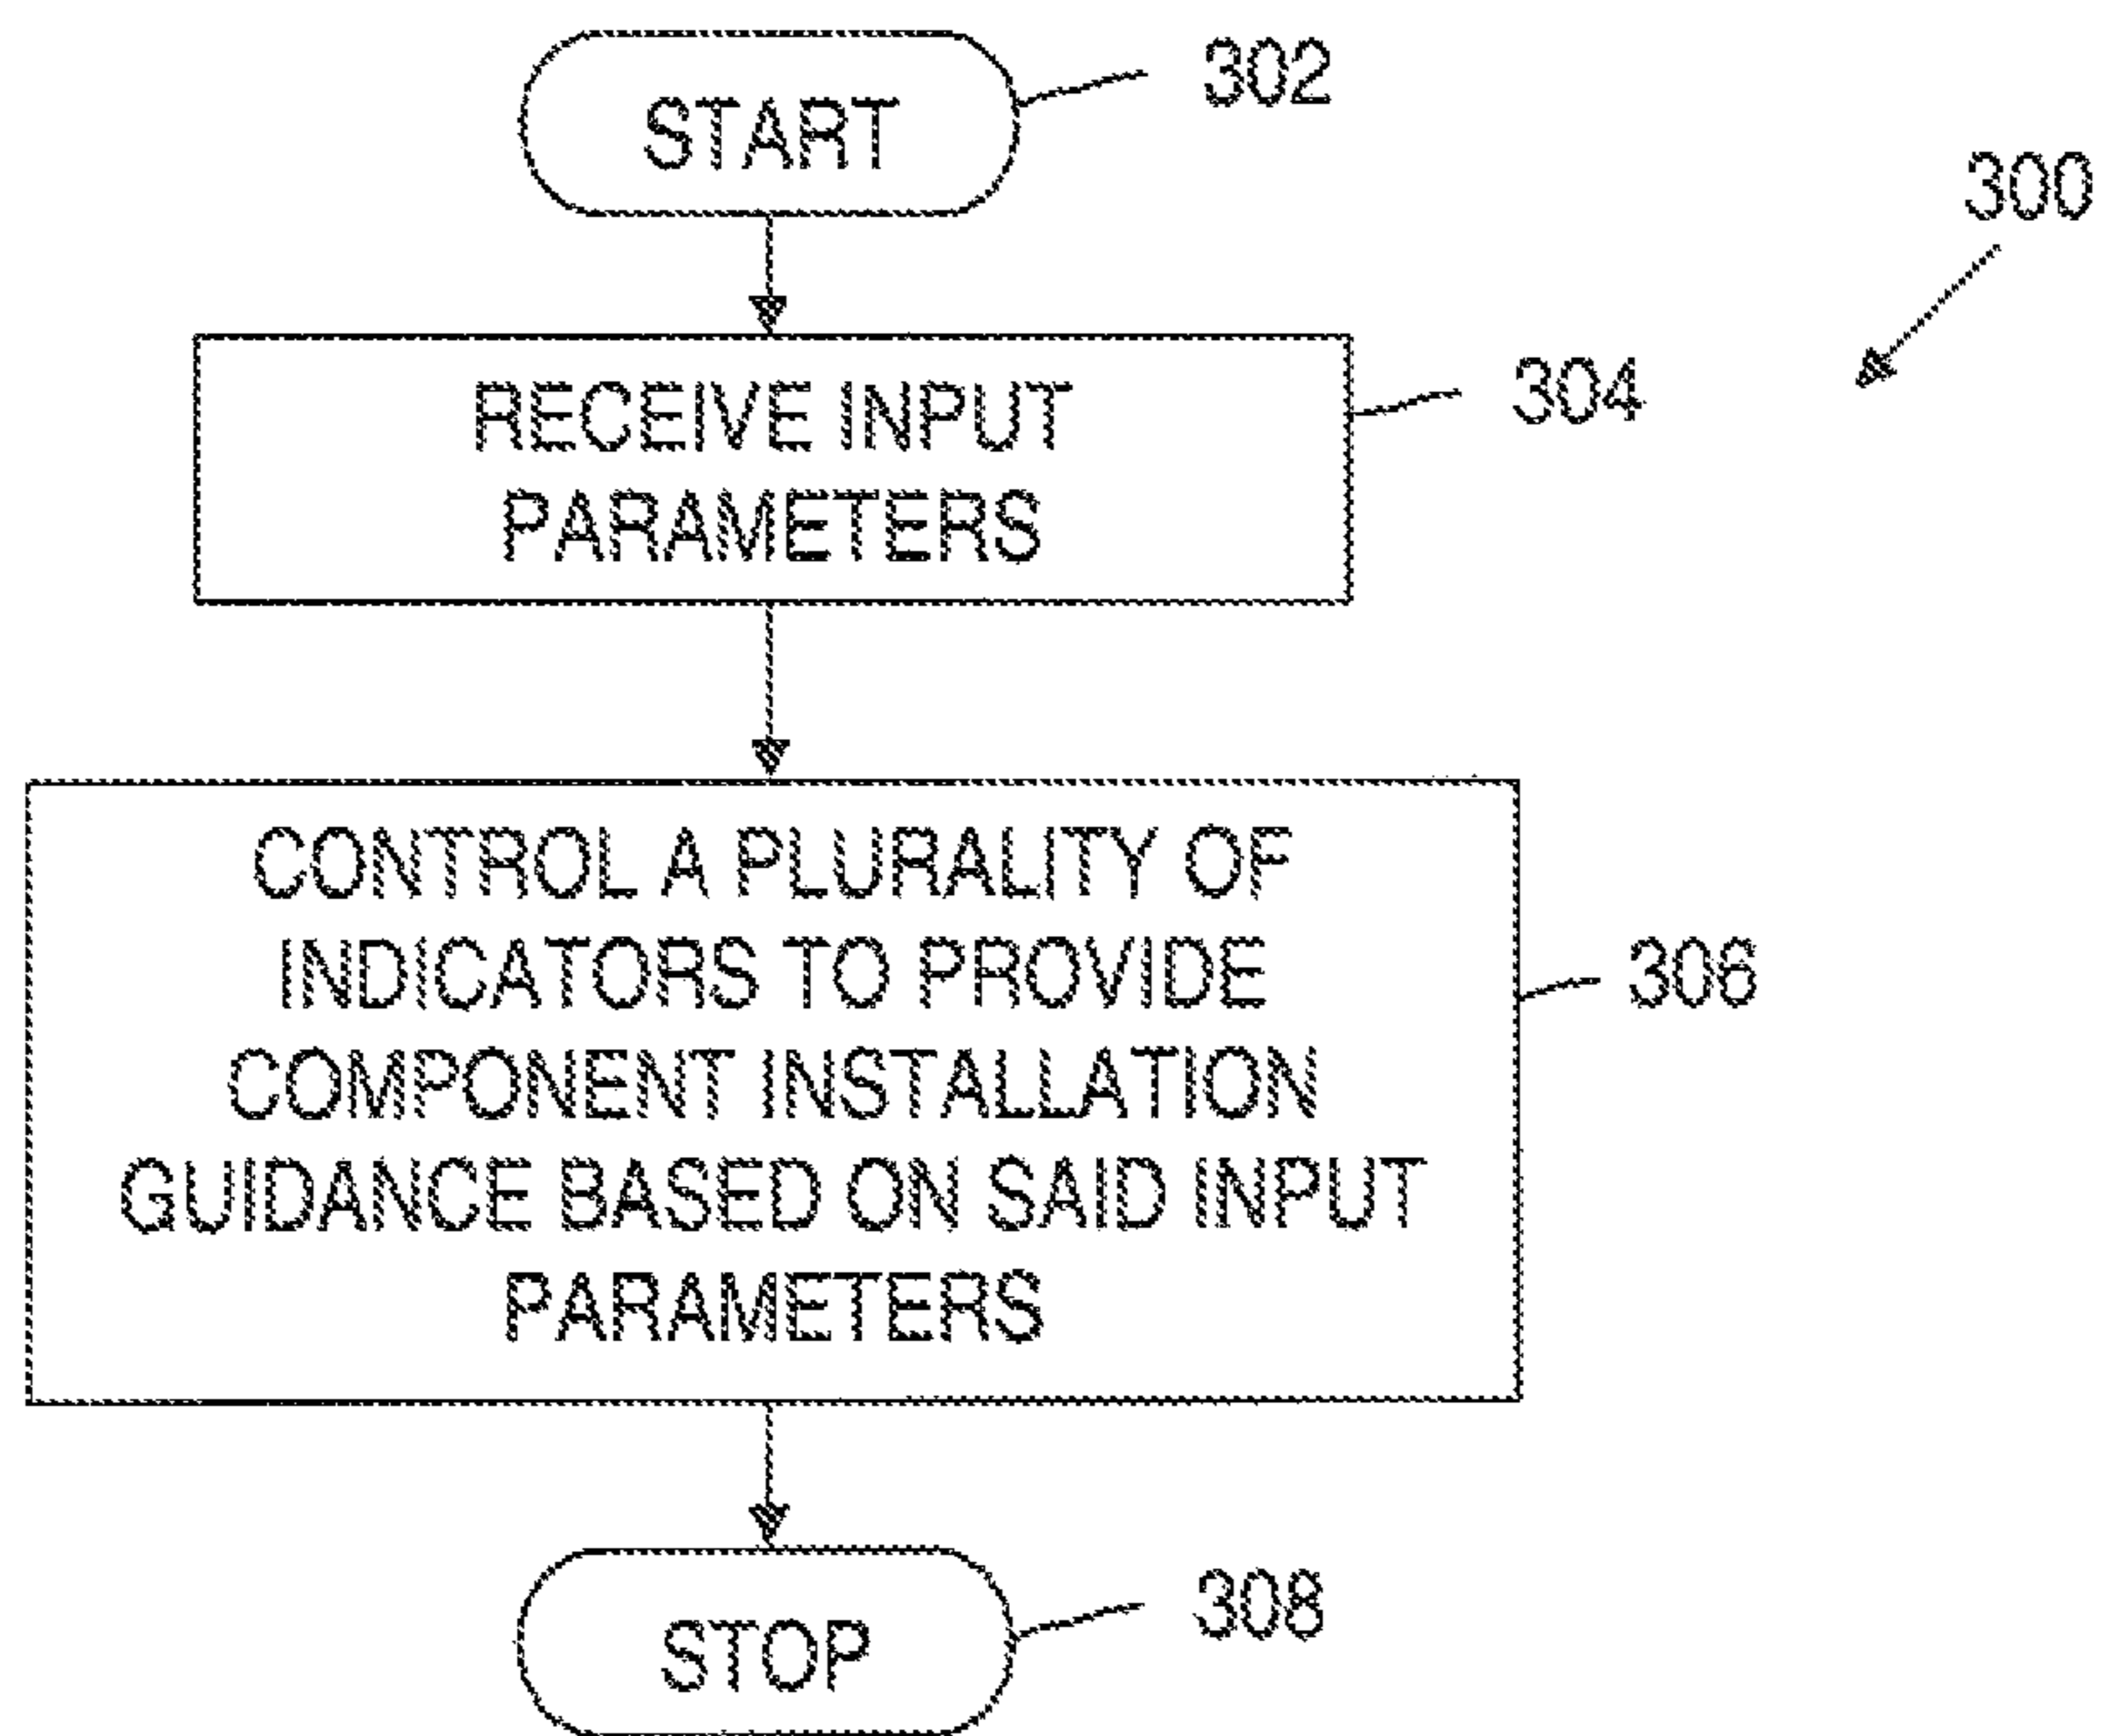 START
302
300
RECEIVE INPUT
PARAMETERS
304
CONTROL A PLURALITY OF
INDICATORS TO PROVIDE
COMPONENT INSTALLATION
GUIDANCE BASED ON SAID INPUT
PARAMETERS
306
STOP
308